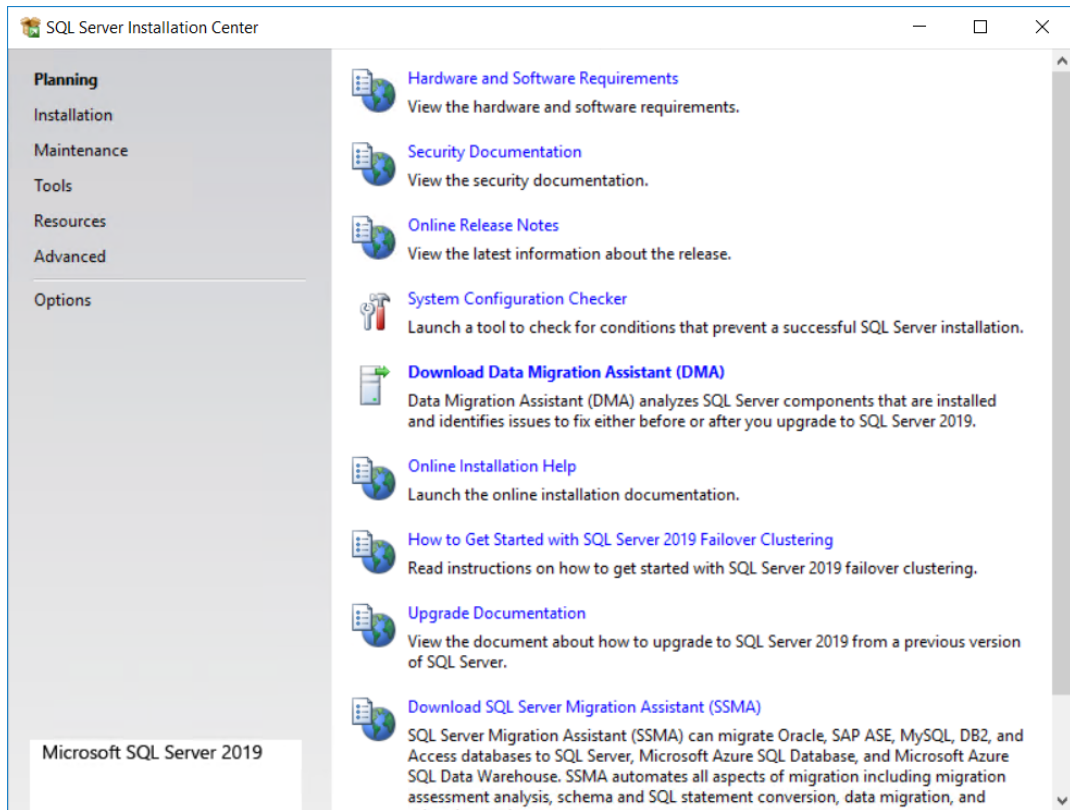 SQL Server Installation Center
Planning
Installation
Maintenance
Tools
Resources
Advanced
Options
Microsoft SQL Server 2019
Hardware and Software Requirements
View the hardware and software requirements.
Security Documentation
View the security documentation.
Online Release Notes
View the latest information about the release.
System Configuration Checker
Launch a tool to check for conditions that prevent a successful SQL Server installation.
Download Data Migration Assistant (DMA)
Data Migration Assistant (DMA) analyzes SQL Server components that are installed
and identifies issues to fix either before or after you upgrade to SQL Server 2019.
Online Installation Help
Launch the online installation documentation.
How to Get Started with SQL Server 2019 Failover Clustering
Read instructions on how to get started with SQL Server 2019 failover clustering.
Upgrade Documentation
View the document about how to upgrade to SQL Server 2019 from a previous version
of SQL Server.
Download SQL Server Migration Assistant (SSMA)
SQL Server Migration Assistant (SSMA) can migrate Oracle, SAP ASE, MySQL, DB2, and
Access databases to SQL Server, Microsoft Azure SQL Database, and Microsoft Azure
SQL Data Warehouse. SSMA automates all aspects of migration including migration
assessment analysis, schema and SQL statement conversion, data migration, and